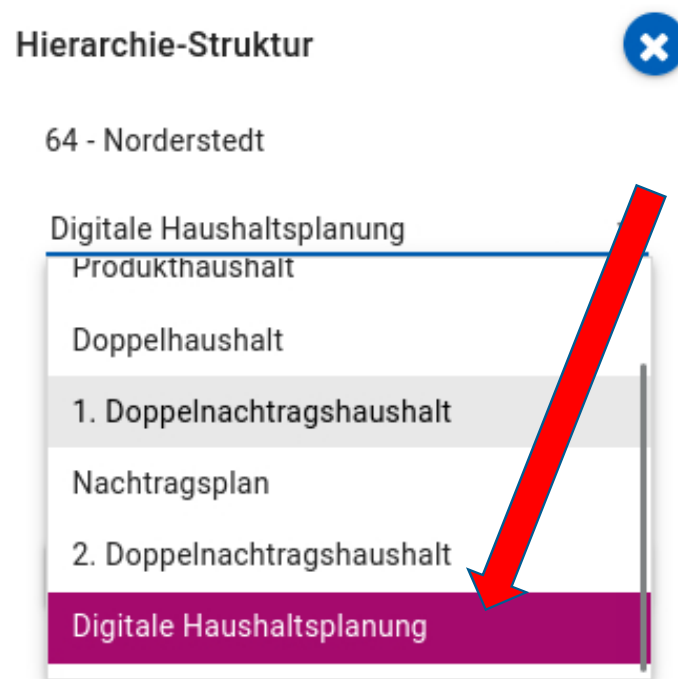 Hierarchie-Struktur
64 - Norderstedt
Digitale Haushaltsplanung
Produkthaushalt
Doppelhaushalt
1. Doppelnachtragshaushalt
Nachtragsplan
2. Doppelnachtragshaushalt
Digitale Haushaltsplanung